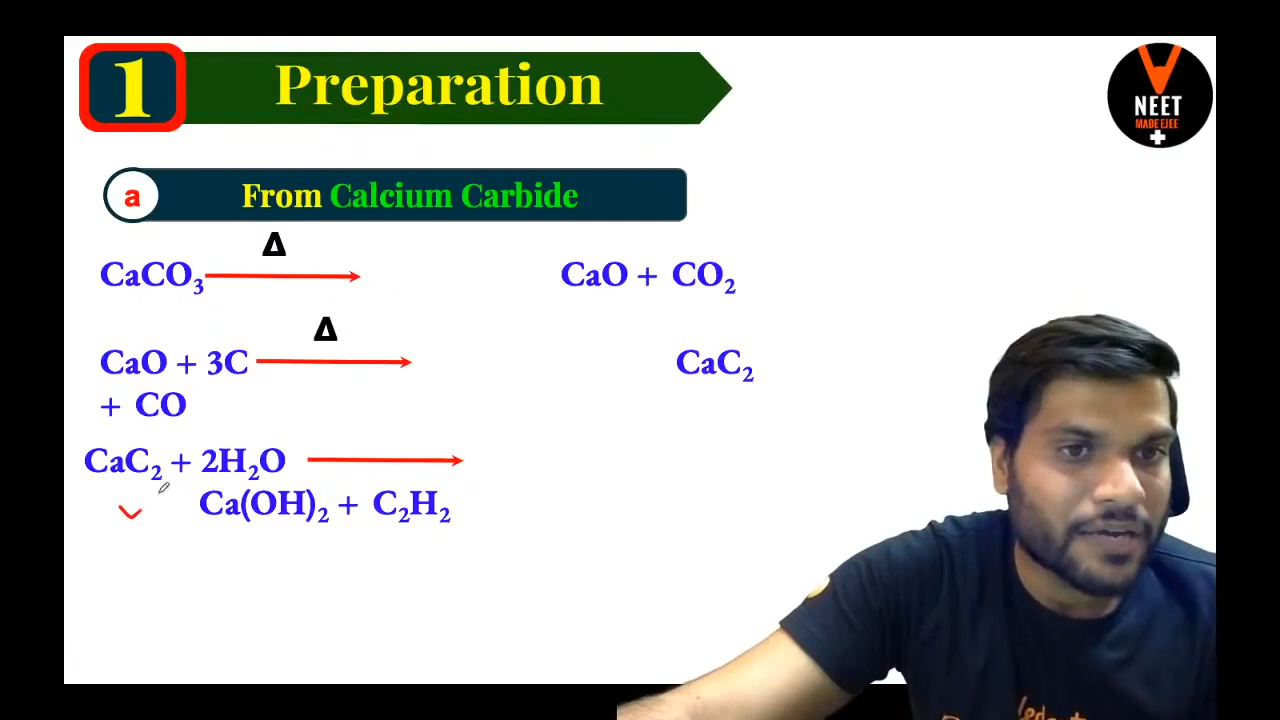 1 Preparation
NEET
MADE EJEE
a From Calcium Carbide
Δ
CaCO₃ CaO + CO₂
Δ
CaO + 3C CaC₂
+ CO
CaC₂ + 2H₂O
Ca(OH)₂ + C₂H₂